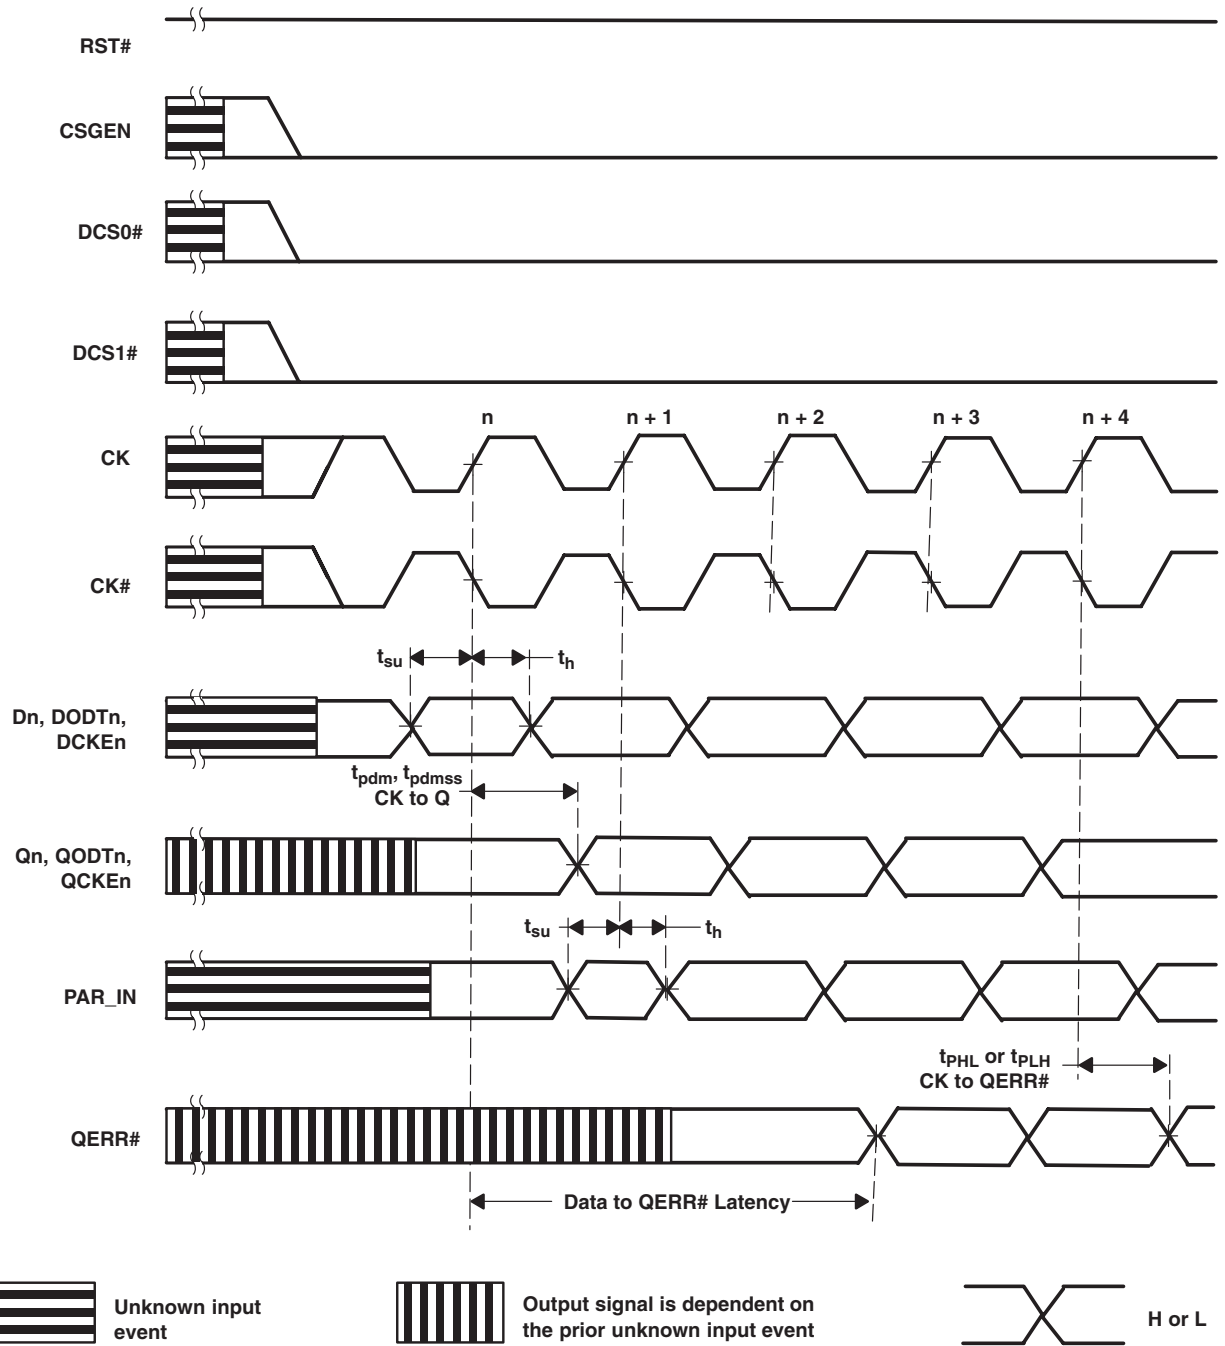 RST#
CSGEN
DCS0#
DCS1#
n
n + 1
n + 2
n + 3
n + 4
CK
CK#
tsu
th
Dn, DODTn,
DCKEn
tpdm, tpdmss
CK to Q
Qn, QODTn,
QCKEn
tsu
th
PAR_IN
tPHL or tPLH
CK to QERR#
QERR#
Data to QERR# Latency
Unknown input
event
Output signal is dependent on
the prior unknown input event
H or L